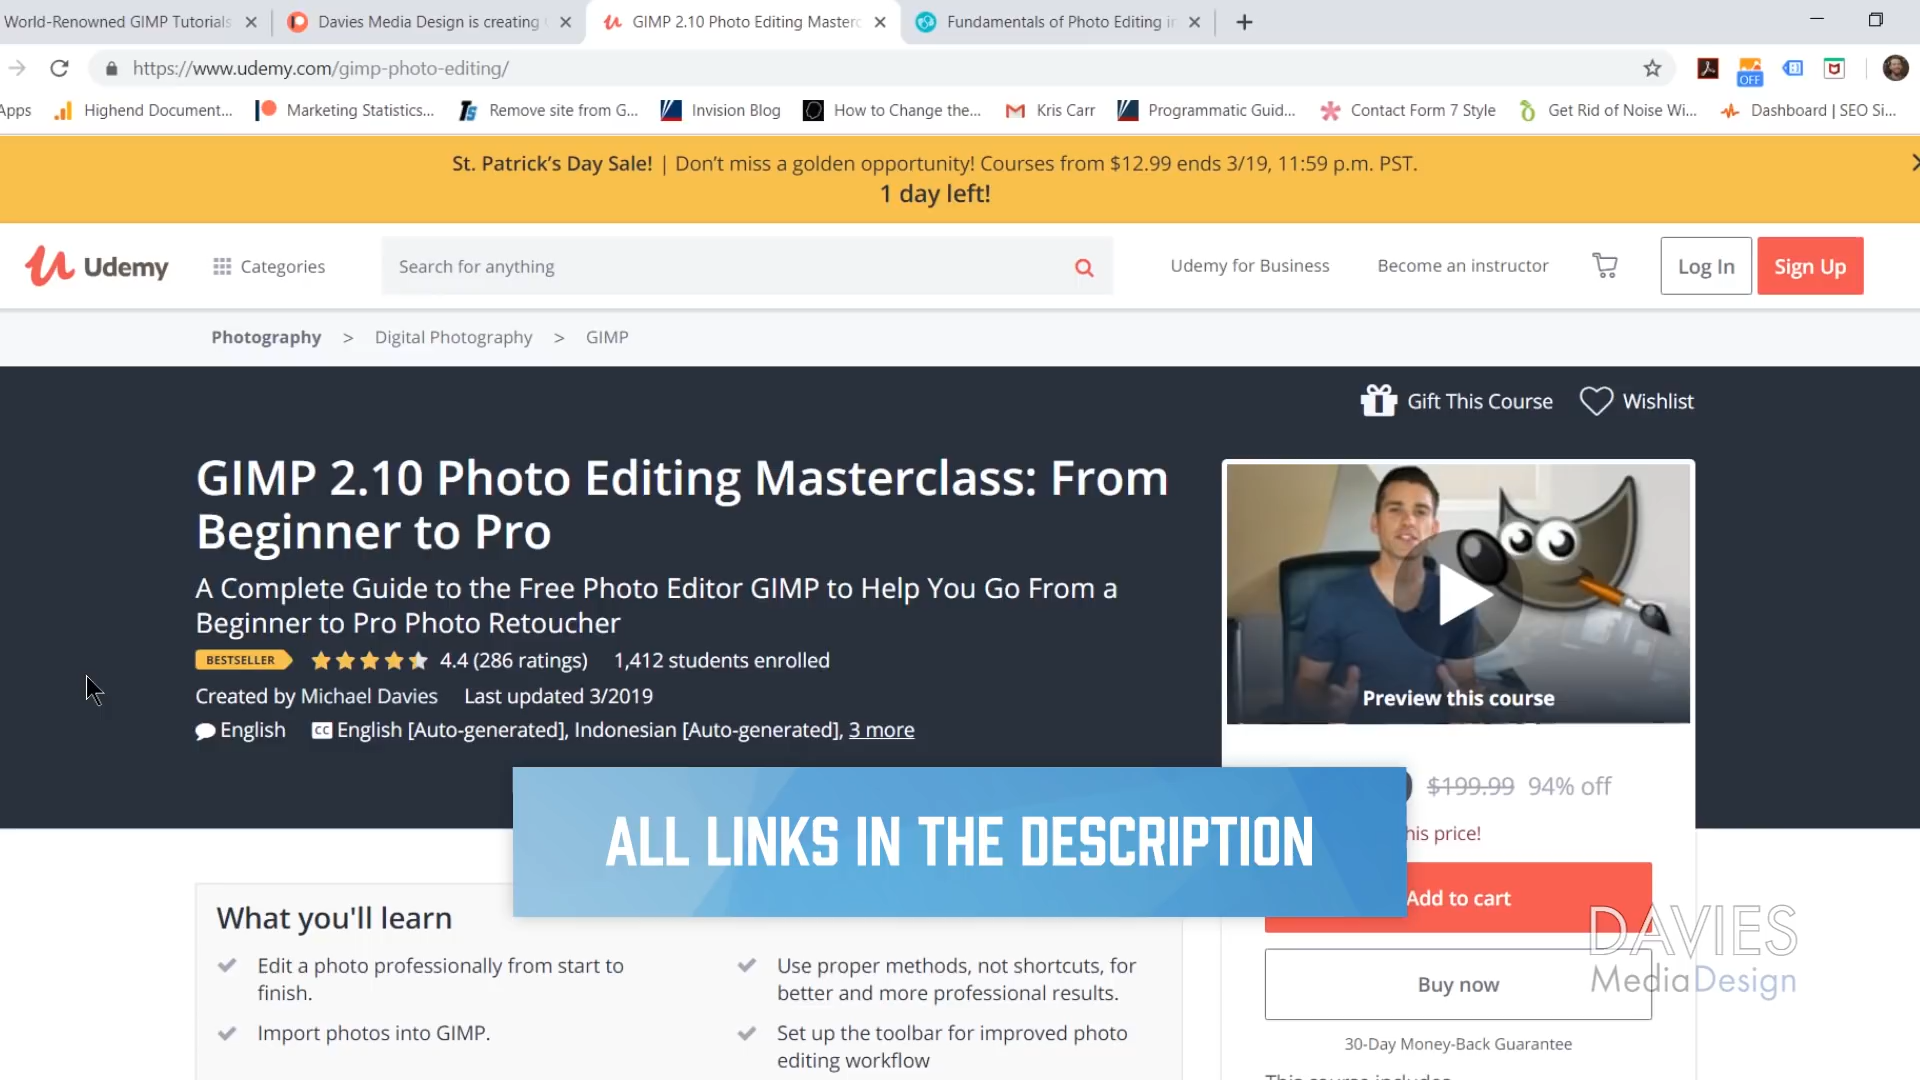 World-Renowned GIMP Tutorials
Davies Media Design is creating
GIMP 2.10 Photo Editing Masterc
Fundamentals of Photo Editing in
https://www.udemy.com/gimp-photo-editing/
OFF
Apps
Highend Document...
Marketing Statistics...
Remove site from G...
Invision Blog
How to Change the...
Kris Carr
Programmatic Guid...
Contact Form 7 Style
Get Rid of Noise Wi...
Dashboard | SEO Si...
St. Patrick's Day Sale! | Don't miss a golden opportunity! Courses from $12.99 ends 3/19, 11:59 p.m. PST.
1 day left!
Udemy
Categories
Search for anything
Udemy for Business
Become an instructor
Log In
Sign Up
Photography > Digital Photography > GIMP
Gift This Course
Wishlist
GIMP 2.10 Photo Editing Masterclass: From
Beginner to Pro
A Complete Guide to the Free Photo Editor GIMP to Help You Go From a
Beginner to Pro Photo Retoucher
BESTSELLER 4.4 (286 ratings) 1,412 students enrolled
Created by Michael Davies Last updated 3/2019
English CC English [Auto-generated], Indonesian [Auto-generated], 3 more
Preview this course
$199.99 94% off
his price!
ALL LINKS IN THE DESCRIPTION
Add to cart
Buy now
30-Day Money-Back Guarantee
DAVIES
MediaDesign
What you'll learn
Edit a photo professionally from start to
finish.
Import photos into GIMP.
Use proper methods, not shortcuts, for
better and more professional results.
Set up the toolbar for improved photo
editing workflow